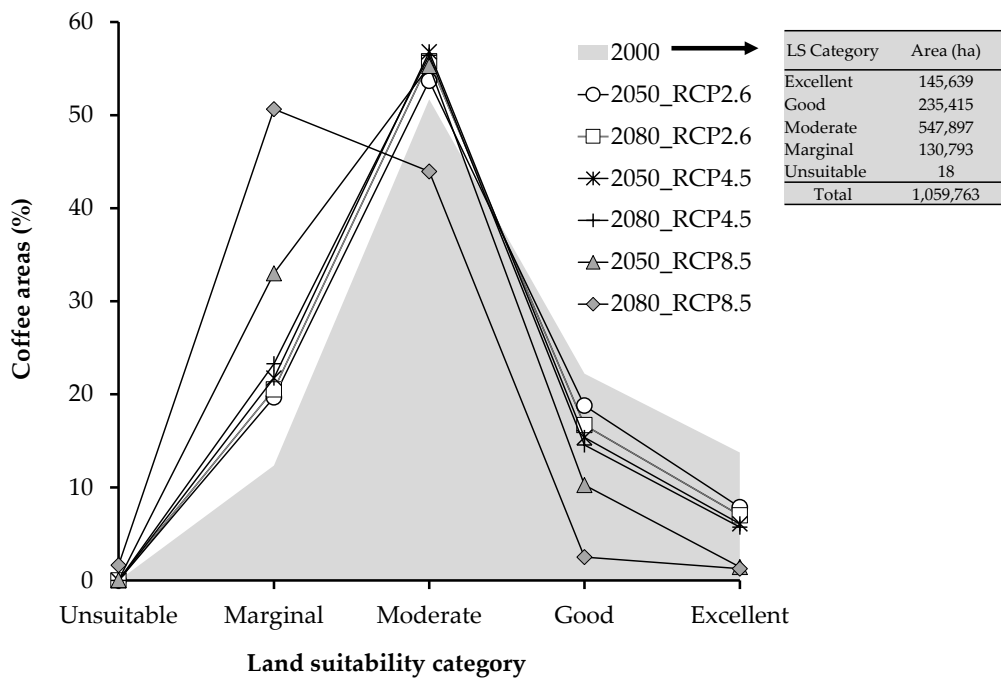 60
50
40
30
20
10
0
Coffee areas (%)
Unsuitable Marginal Moderate Good Excellent
Land suitability category
2000
2050_RCP2.6
2080_RCP2.6
2050_RCP4.5
2080_RCP4.5
2050_RCP8.5
2080_RCP8.5
LS Category Area (ha)
Excellent 145,639
Good 235,415
Moderate 547,897
Marginal 130,793
Unsuitable 18
Total 1,059,763